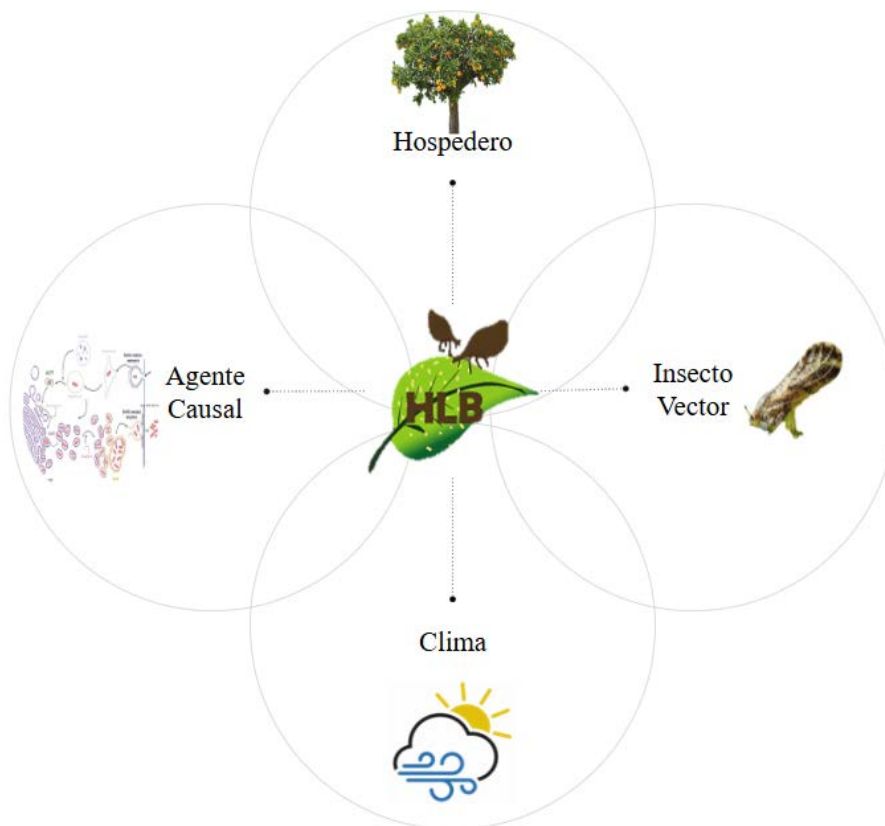 Hospedero
Agente
Causal
HLB
Insecto
Vector
Clima